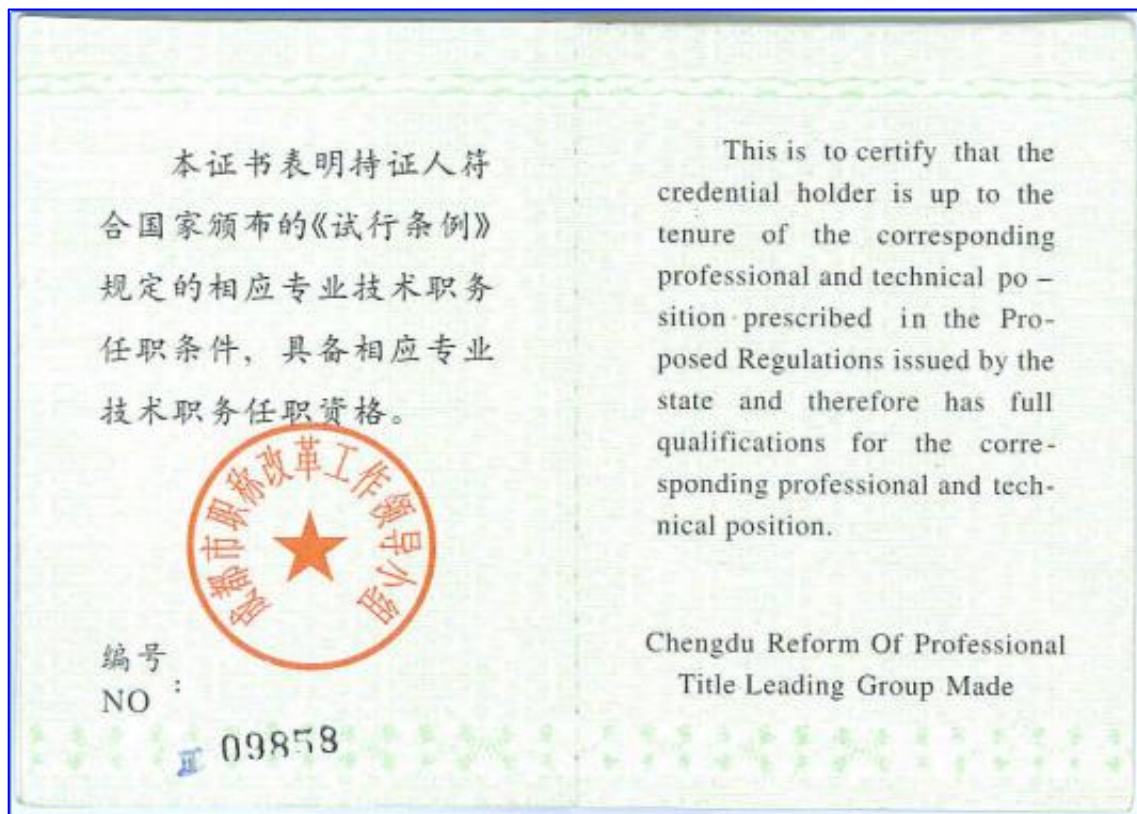 本证书表明持证人符
合国家颁布的《试行条例》
规定的相应专业技术职务
任职条件，具备相应专业
技术职务任职资格。
成都市职称改革工作领导小组
编号
NO :
09858
This is to certify that the
credential holder is up to the
tenure of the corresponding
professional and technical po –
sition prescribed in the Pro-
posed Regulations issued by the
state and therefore has full
qualifications for the corre-
sponding professional and tech-
nical position.
Chengdu Reform Of Professional
Title Leading Group Made